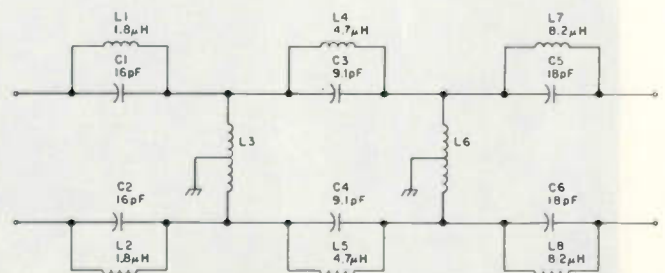 L1
1.8μH
C1
16pF
L4
4.7μH
C3
9.1pF
L7
8.2μH
C5
18pF
L3
L6
C2
16pF
L2
1.8μH
C4
9.1pF
L5
4.7μH
C6
18pF
L8
8.2μH